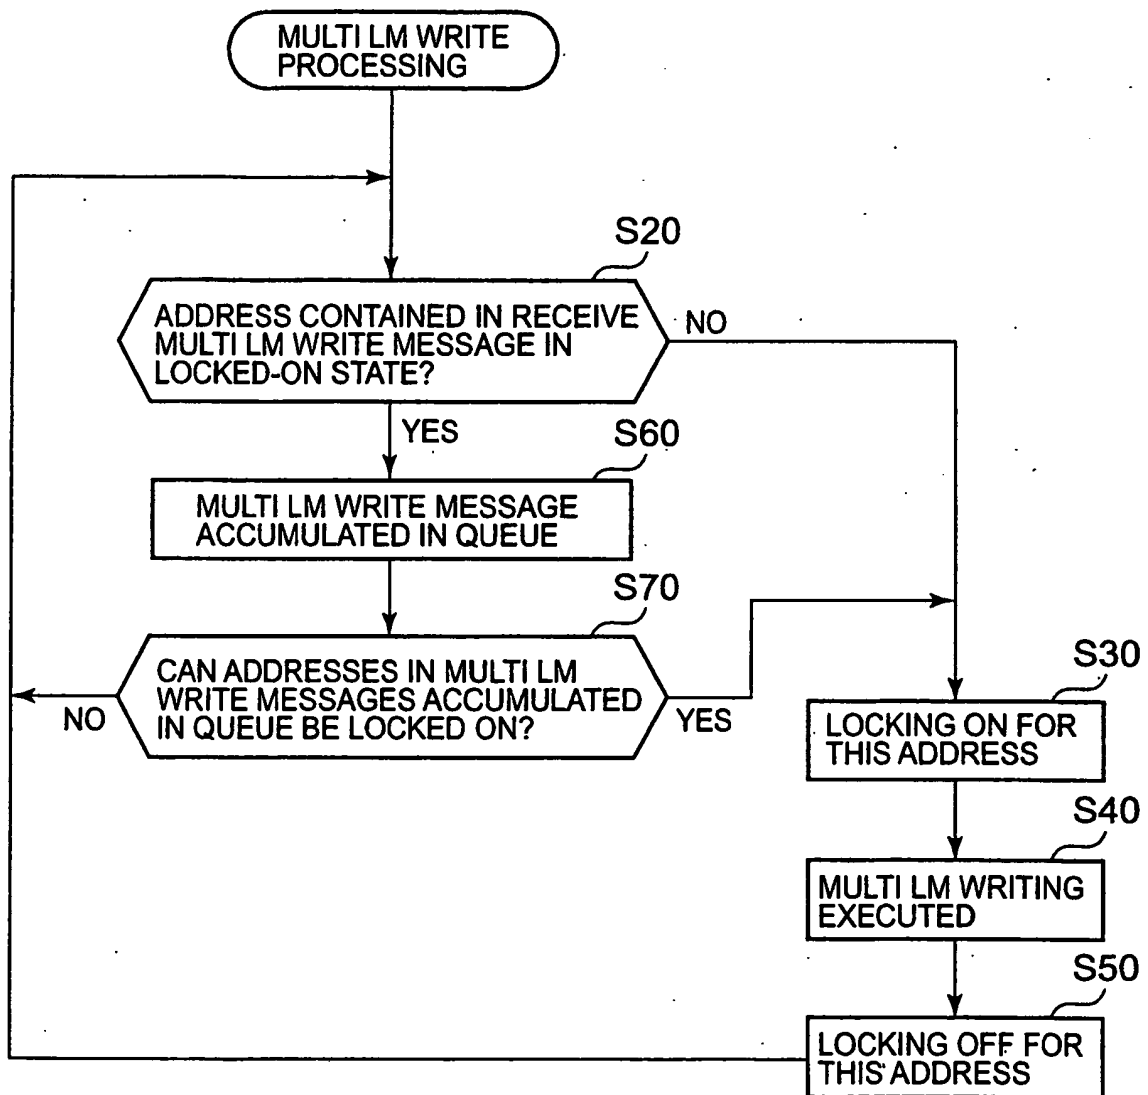 MULTI LM WRITE
PROCESSING
S20
ADDRESS CONTAINED IN RECEIVE
MULTI LM WRITE MESSAGE IN
LOCKED-ON STATE?
NO
YES
S60
MULTI LM WRITE MESSAGE
ACCUMULATED IN QUEUE
S70
CAN ADDRESSES IN MULTI LM
WRITE MESSAGES ACCUMULATED
IN QUEUE BE LOCKED ON?
NO
YES
S30
LOCKING ON FOR
THIS ADDRESS
S40
MULTI LM WRITING
EXECUTED
S50
LOCKING OFF FOR
THIS ADDRESS